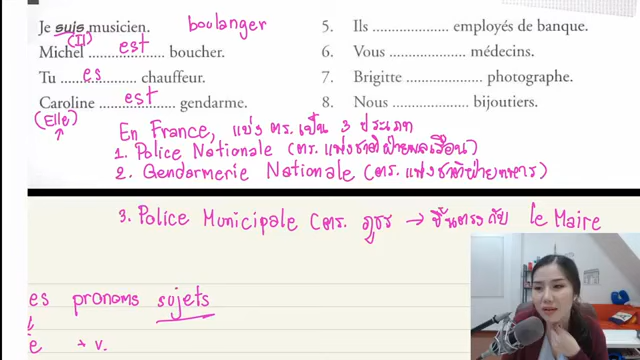 Je suis musicien. boulanger
(Il)
Michel est boucher.
Tu es chauffeur.
Caroline est gendarme.
(Elle)
5. Ils .................... employés de banque.
6. Vous .................... médecins.
7. Brigitte .................... photographe.
8. Nous .................... bijoutiers.
En France, แบ่ง ตร. เป็น 3 ประเภท
1. Police Nationale (ตร. แห่งชาติฝ่ายพลเรือน)
2. Gendarmerie Nationale (ตร. แห่งชาติฝ่ายทหาร)
3. Police Municipale (ตร. ภูธร → ขึ้นตรงกับ le Maire
es pronoms sujets
e + v.